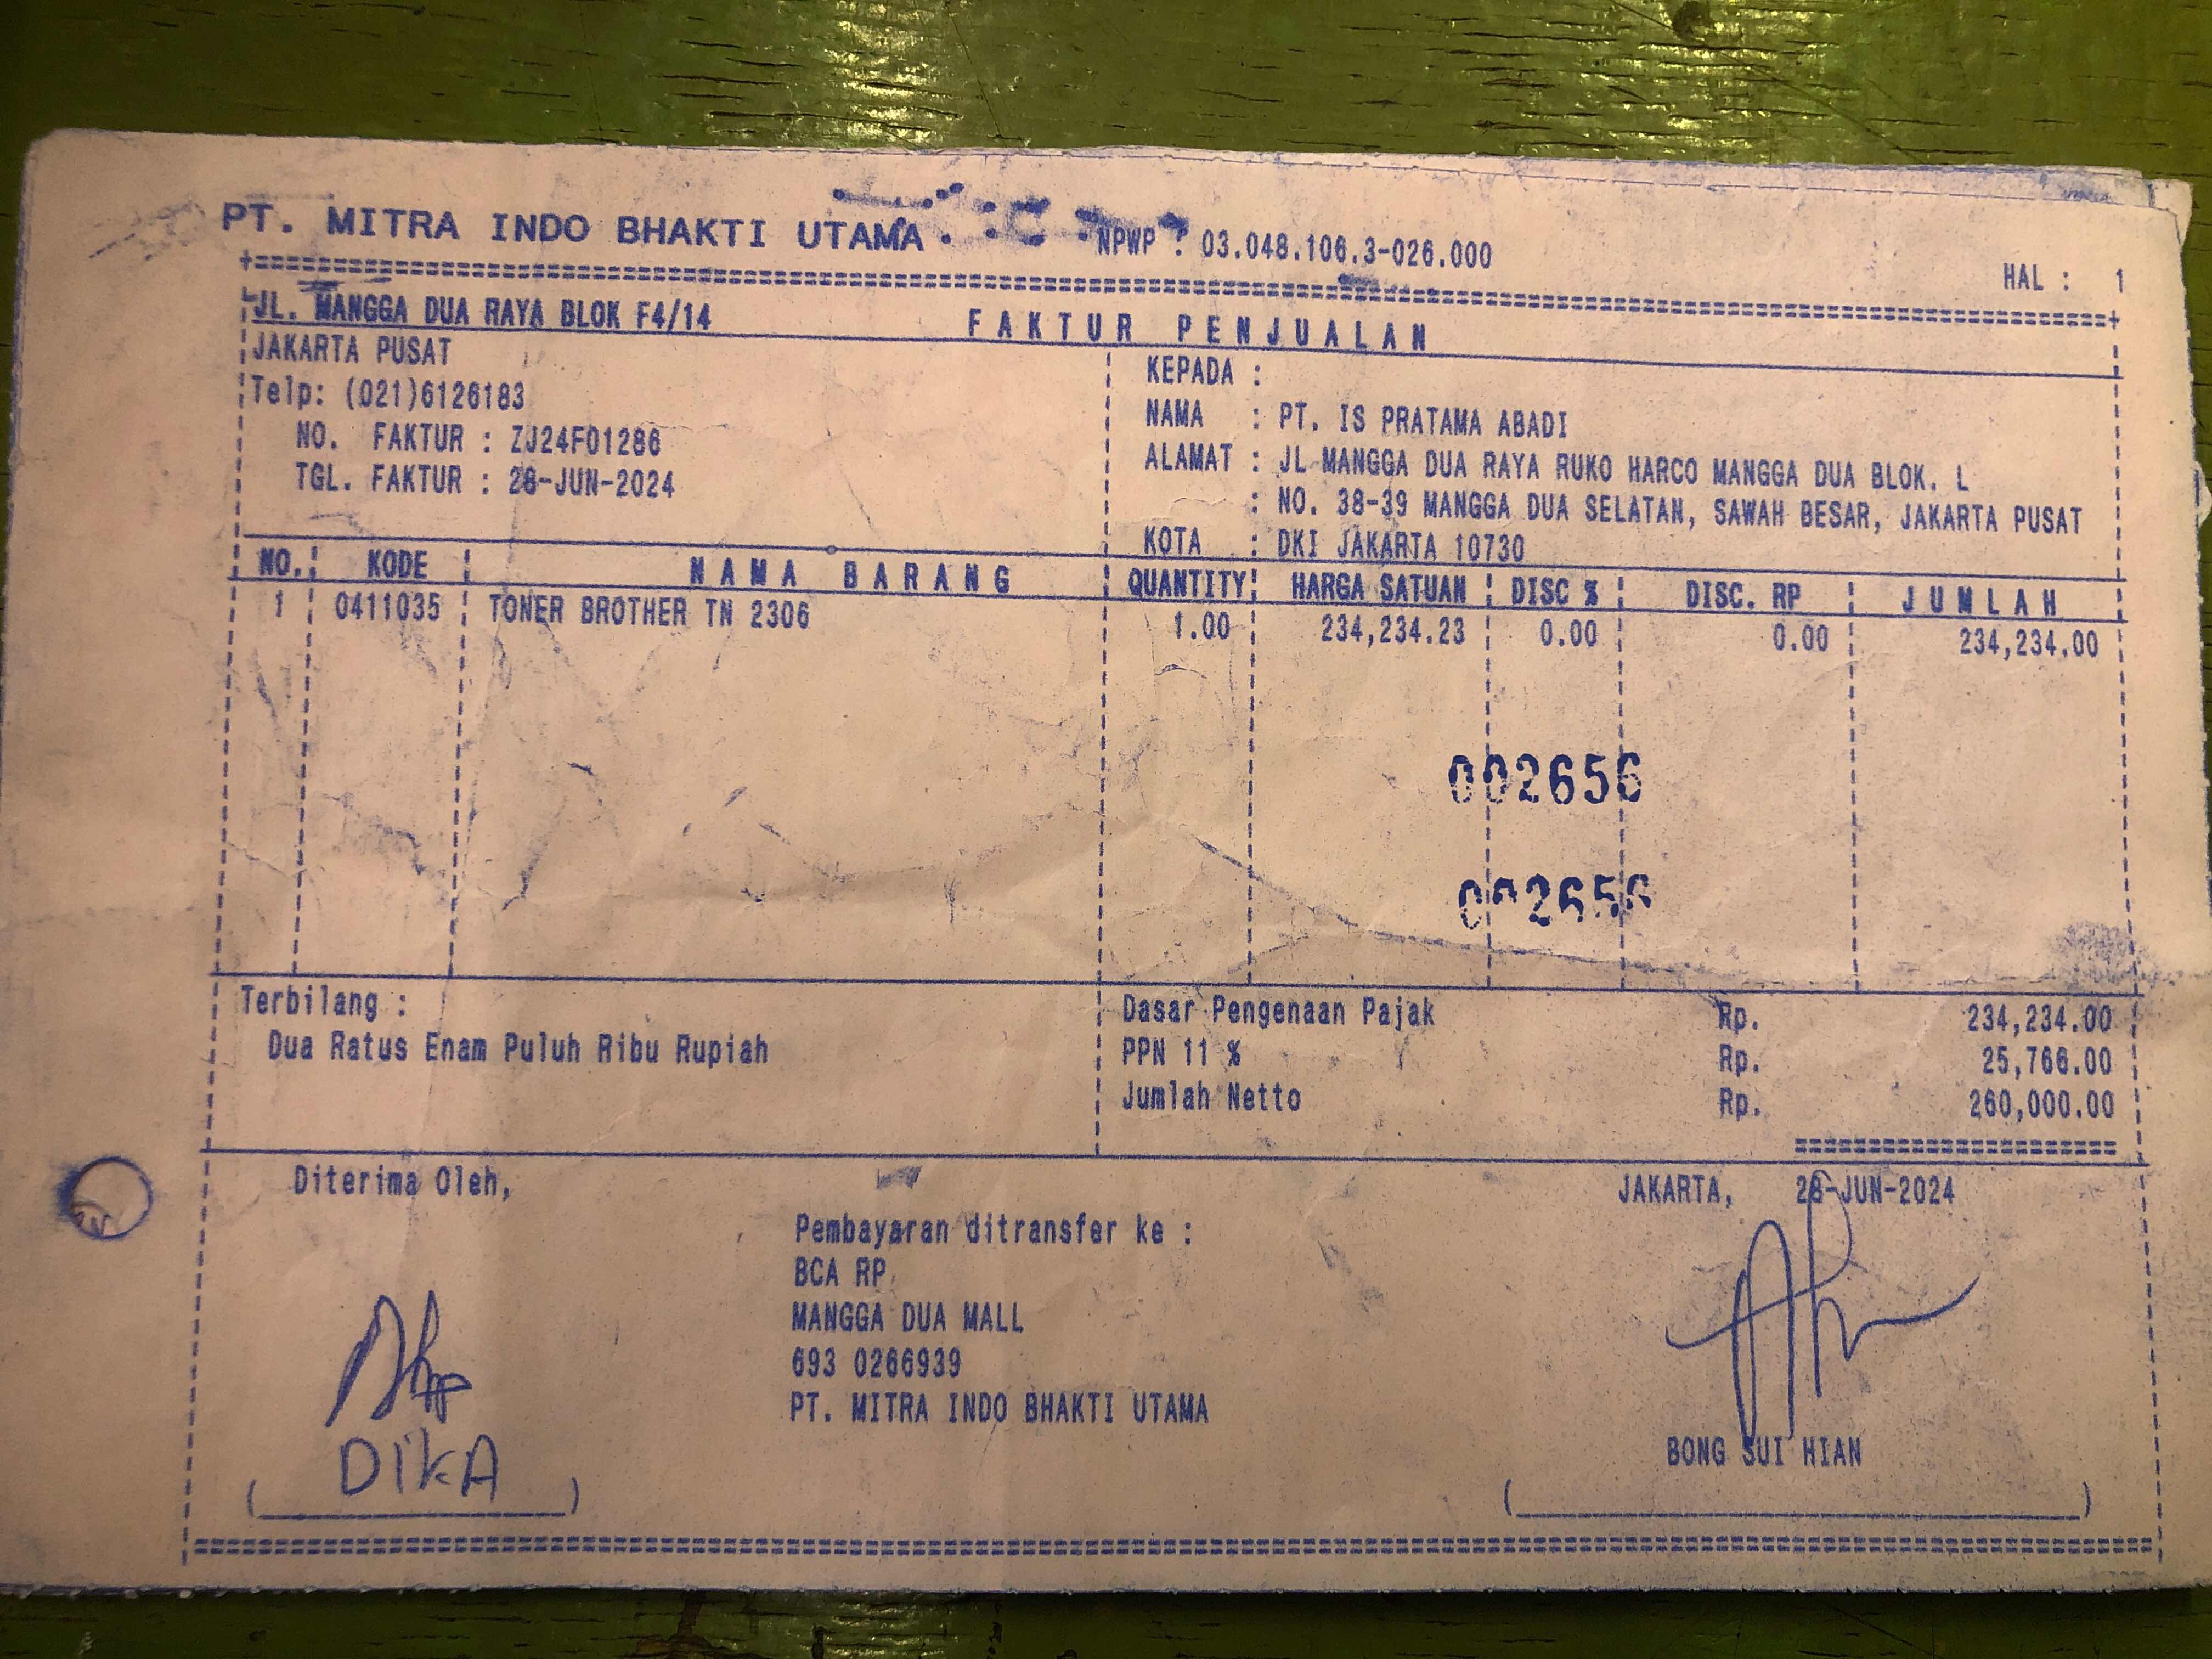 PT. MITRA INDO BHAKTI UTAMA. NPWP : 03.048.106.3-026.000
HAL : 1
JL. MANGGA DUA RAYA BLOK F4/14
FAKTUR PENJUALAN
JAKARTA PUSAT
Telp: (021)6126183
NO. FAKTUR : ZJ24F01286
TGL. FAKTUR : 28-JUN-2024
KEPADA :
NAMA : PT. IS PRATAMA ABADI
ALAMAT : JL MANGGA DUA RAYA RUKO HARCO MANGGA DUA BLOK. L
: NO. 38-39 MANGGA DUA SELATAN, SAWAH BESAR, JAKARTA PUSAT
KOTA : DKI JAKARTA 10730
NO. KODE NAMA BARANG QUANTITY HARGA SATUAN DISC % DISC. RP JUMLAH
1 0411035 TONER BROTHER TN 2306 1.00 234,234.23 0.00 0.00 234,234.00
002656
002656
Terbilang :
Dua Ratus Enam Puluh Ribu Rupiah
Dasar Pengenaan Pajak Rp. 234,234.00
PPN 11 % Rp. 25,766.00
Jumlah Netto Rp. 260,000.00
Diterima Oleh,
DIKA
Pembayaran ditransfer ke :
BCA RP
MANGGA DUA MALL
693 0266939
PT. MITRA INDO BHAKTI UTAMA
JAKARTA, 28-JUN-2024
BONG SUI HIAN